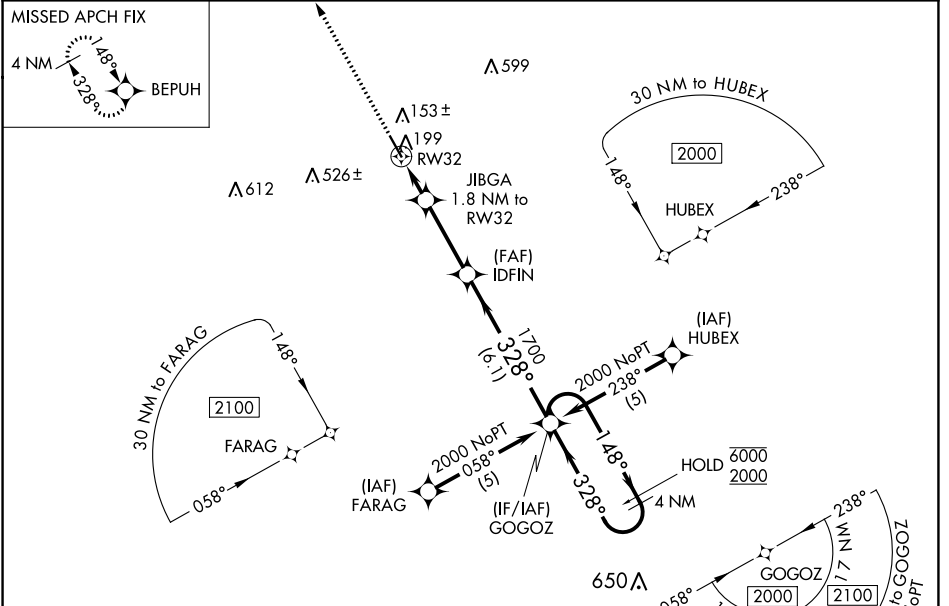 MISSED APCH FIX
4 NM
148°
328°
BEPUH
599
153±
199
RW32
612
526±
JIBGA
1.8 NM to
RW32
(FAF)
IDFIN
30 NM to HUBEX
2000
148°
238°
HUBEX
(IAF)
HUBEX
1700
328°
(6.1)
2000 NoPT
238°
(5)
30 NM to FARAG
148°
2100
FARAG
058°
2000 NoPT
058°
(5)
(IAF)
FARAG
(IF/IAF)
GOGOZ
148°
328°
HOLD
6000
2000
4 NM
650
238°
058°
GOGOZ
17 NM
2000
2100
to GOGOZ
NoPT